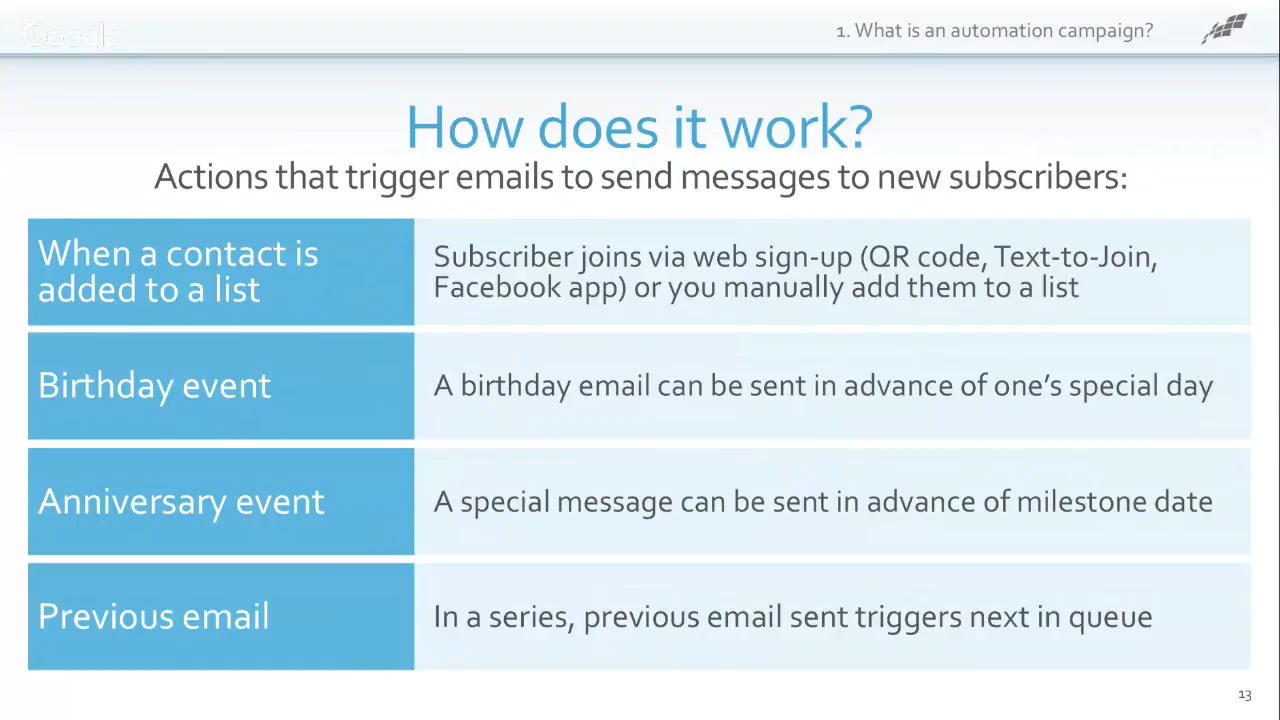 Google
1. What is an automation campaign?
How does it work?
Actions that trigger emails to send messages to new subscribers:
When a contact is
added to a list
Subscriber joins via web sign-up (QR code, Text-to-Join,
Facebook app) or you manually add them to a list
Birthday event
A birthday email can be sent in advance of one’s special day
Anniversary event
A special message can be sent in advance of milestone date
Previous email
In a series, previous email sent triggers next in queue
13